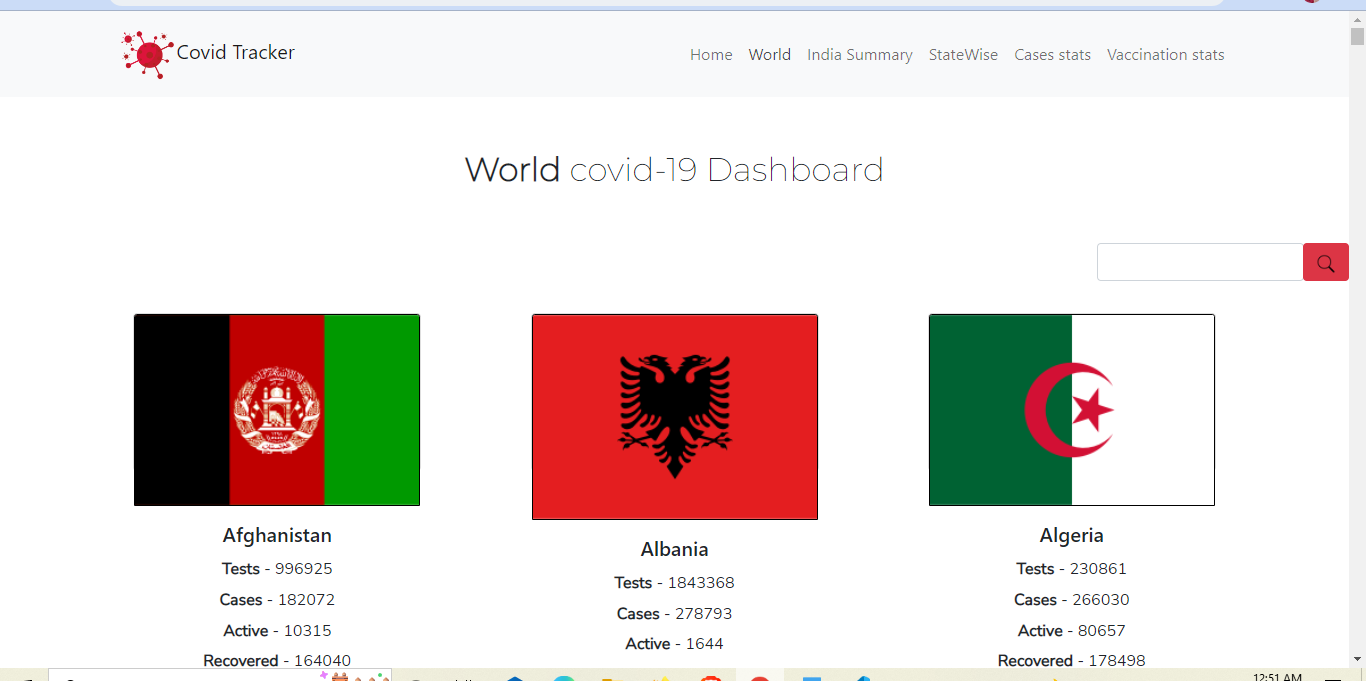 Covid Tracker
Home World India Summary StateWise Cases stats Vaccination stats
World covid-19 Dashboard
Afghanistan
Tests - 996925
Cases - 182072
Active - 10315
Recovered - 164040
Albania
Tests - 1843368
Cases - 278793
Active - 1644
Algeria
Tests - 230861
Cases - 266030
Active - 80657
Recovered - 178498
12:51 AM